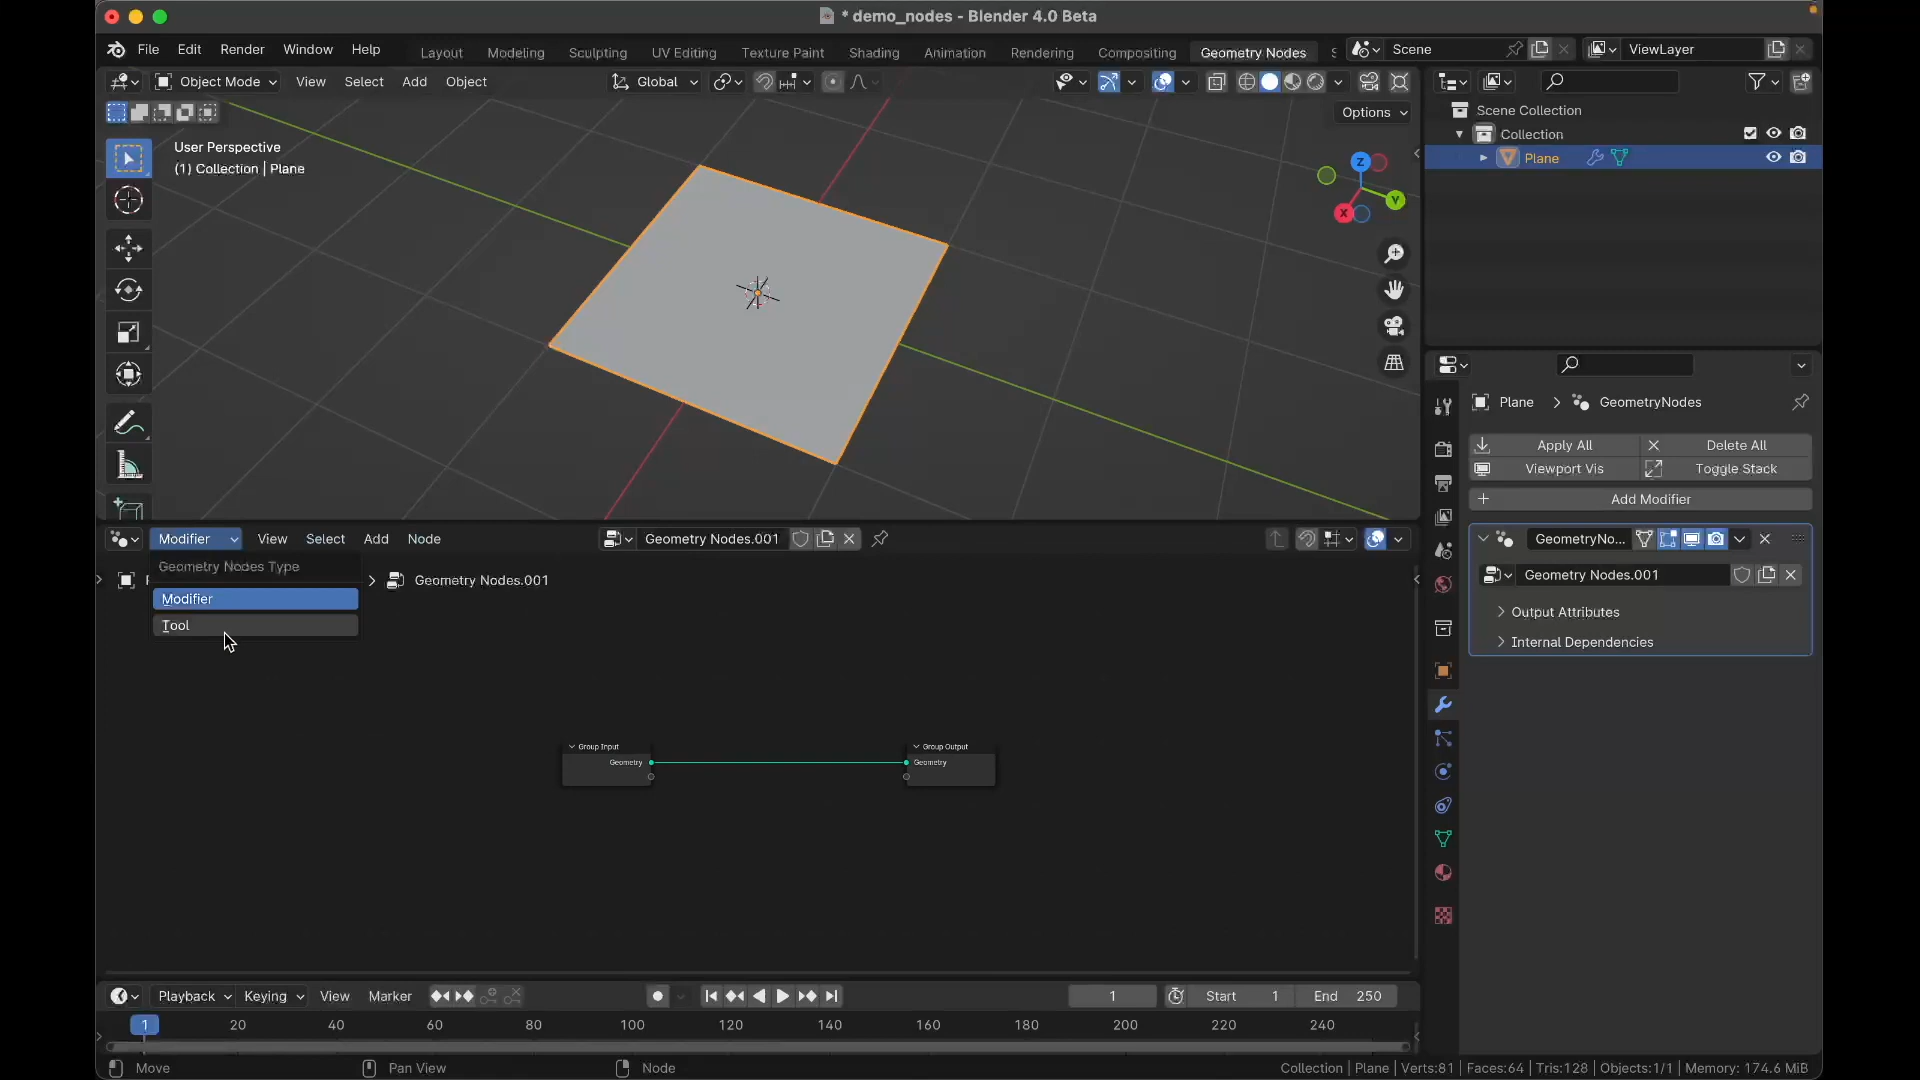 * demo_nodes - Blender 4.0 Beta
File Edit Render Window Help Layout Modeling Sculpting UV Editing Texture Paint Shading Animation Rendering Compositing Geometry Nodes S Scene ViewLayer
Object Mode View Select Add Object Global
Options
User Perspective
(1) Collection | Plane
Z
Y
X
Scene Collection
Collection
Plane
Plane > GeometryNodes
Apply All Delete All
Viewport Vis Toggle Stack
Add Modifier
GeometryNo...
Geometry Nodes.001
Output Attributes
Internal Dependencies
Modifier View Select Add Node Geometry Nodes.001
Geometry Nodes Type
Geometry Nodes.001
Modifier
Tool
Group Input
Geometry
Group Output
Geometry
Playback Keying View Marker 1 Start 1 End 250
1 20 40 60 80 100 120 140 160 180 200 220 240
Move Pan View Node Collection | Plane | Verts:81 | Faces:64 | Tris:128 | Objects:1/1 | Memory: 174.6 MiB